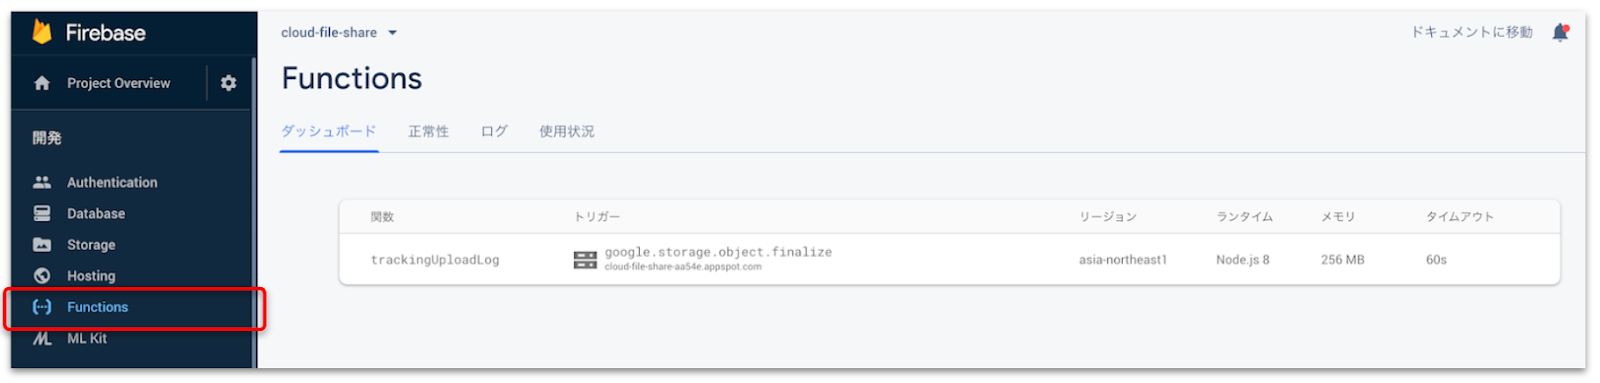 Firebase
Project Overview
開発
Authentication
Database
Storage
Hosting
Functions
ML Kit
cloud-file-share
ドキュメントに移動
Functions
ダッシュボード 正常性 ログ 使用状況
関数 トリガー リージョン ランタイム メモリ タイムアウト
trackingUploadLog google.storage.object.finalize asia-northeast1 Node.js 8 256 MB 60s
cloud-file-share-aa54e.appspot.com